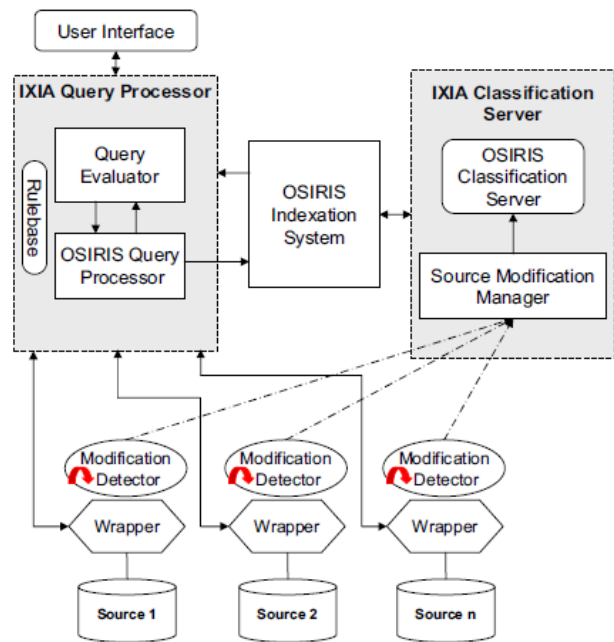 User Interface
IXIA Query Processor
Rulebase
Query
Evaluator
OSIRIS Query
Processor
OSIRIS
Indexation
System
IXIA Classification
Server
OSIRIS
Classification
Server
Source Modification
Manager
Modification
Detector
Wrapper
Source 1
Modification
Detector
Wrapper
Source 2
Modification
Detector
Wrapper
Source n